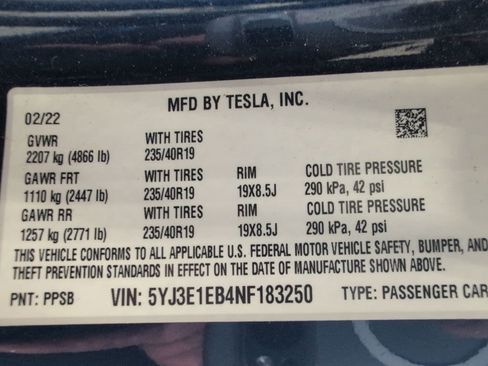 MFD BY TESLA, INC.
02/22
GVWR WITH TIRES
2207 kg (4866 lb) 235/40R19
GAWR FRT WITH TIRES RIM COLD TIRE PRESSURE
1110 kg (2447 lb) 235/40R19 19X8.5J 290 kPa, 42 psi
GAWR RR WITH TIRES RIM COLD TIRE PRESSURE
1257 kg (2771 lb) 235/40R19 19X8.5J 290 kPa, 42 psi
THIS VEHICLE CONFORMS TO ALL APPLICABLE U.S. FEDERAL MOTOR VEHICLE SAFETY, BUMPER, AND
THEFT PREVENTION STANDARDS IN EFFECT ON THE DATE OF MANUFACTURE SHOWN ABOVE.
PNT: PPSB VIN: 5YJ3E1EB4NF183250 TYPE: PASSENGER CAR